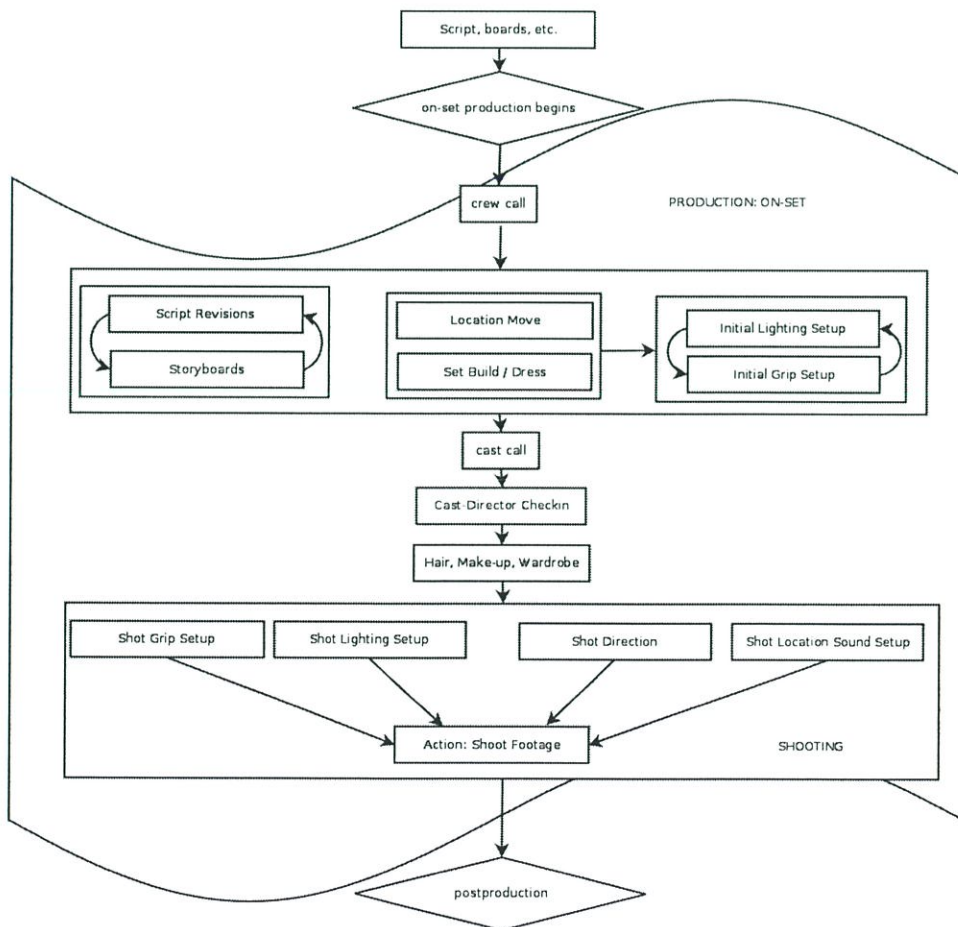 Script, boards, etc.
on-set production begins
crew call
PRODUCTION: ON-SET
Script Revisions
Storyboards
Location Move
Set Build / Dress
Initial Lighting Setup
Initial Grip Setup
cast call
Cast-Director Checkin
Hair, Make-up, Wardrobe
Shot Grip Setup
Shot Lighting Setup
Shot Direction
Shot Location Sound Setup
Action: Shoot Footage
SHOOTING
postproduction